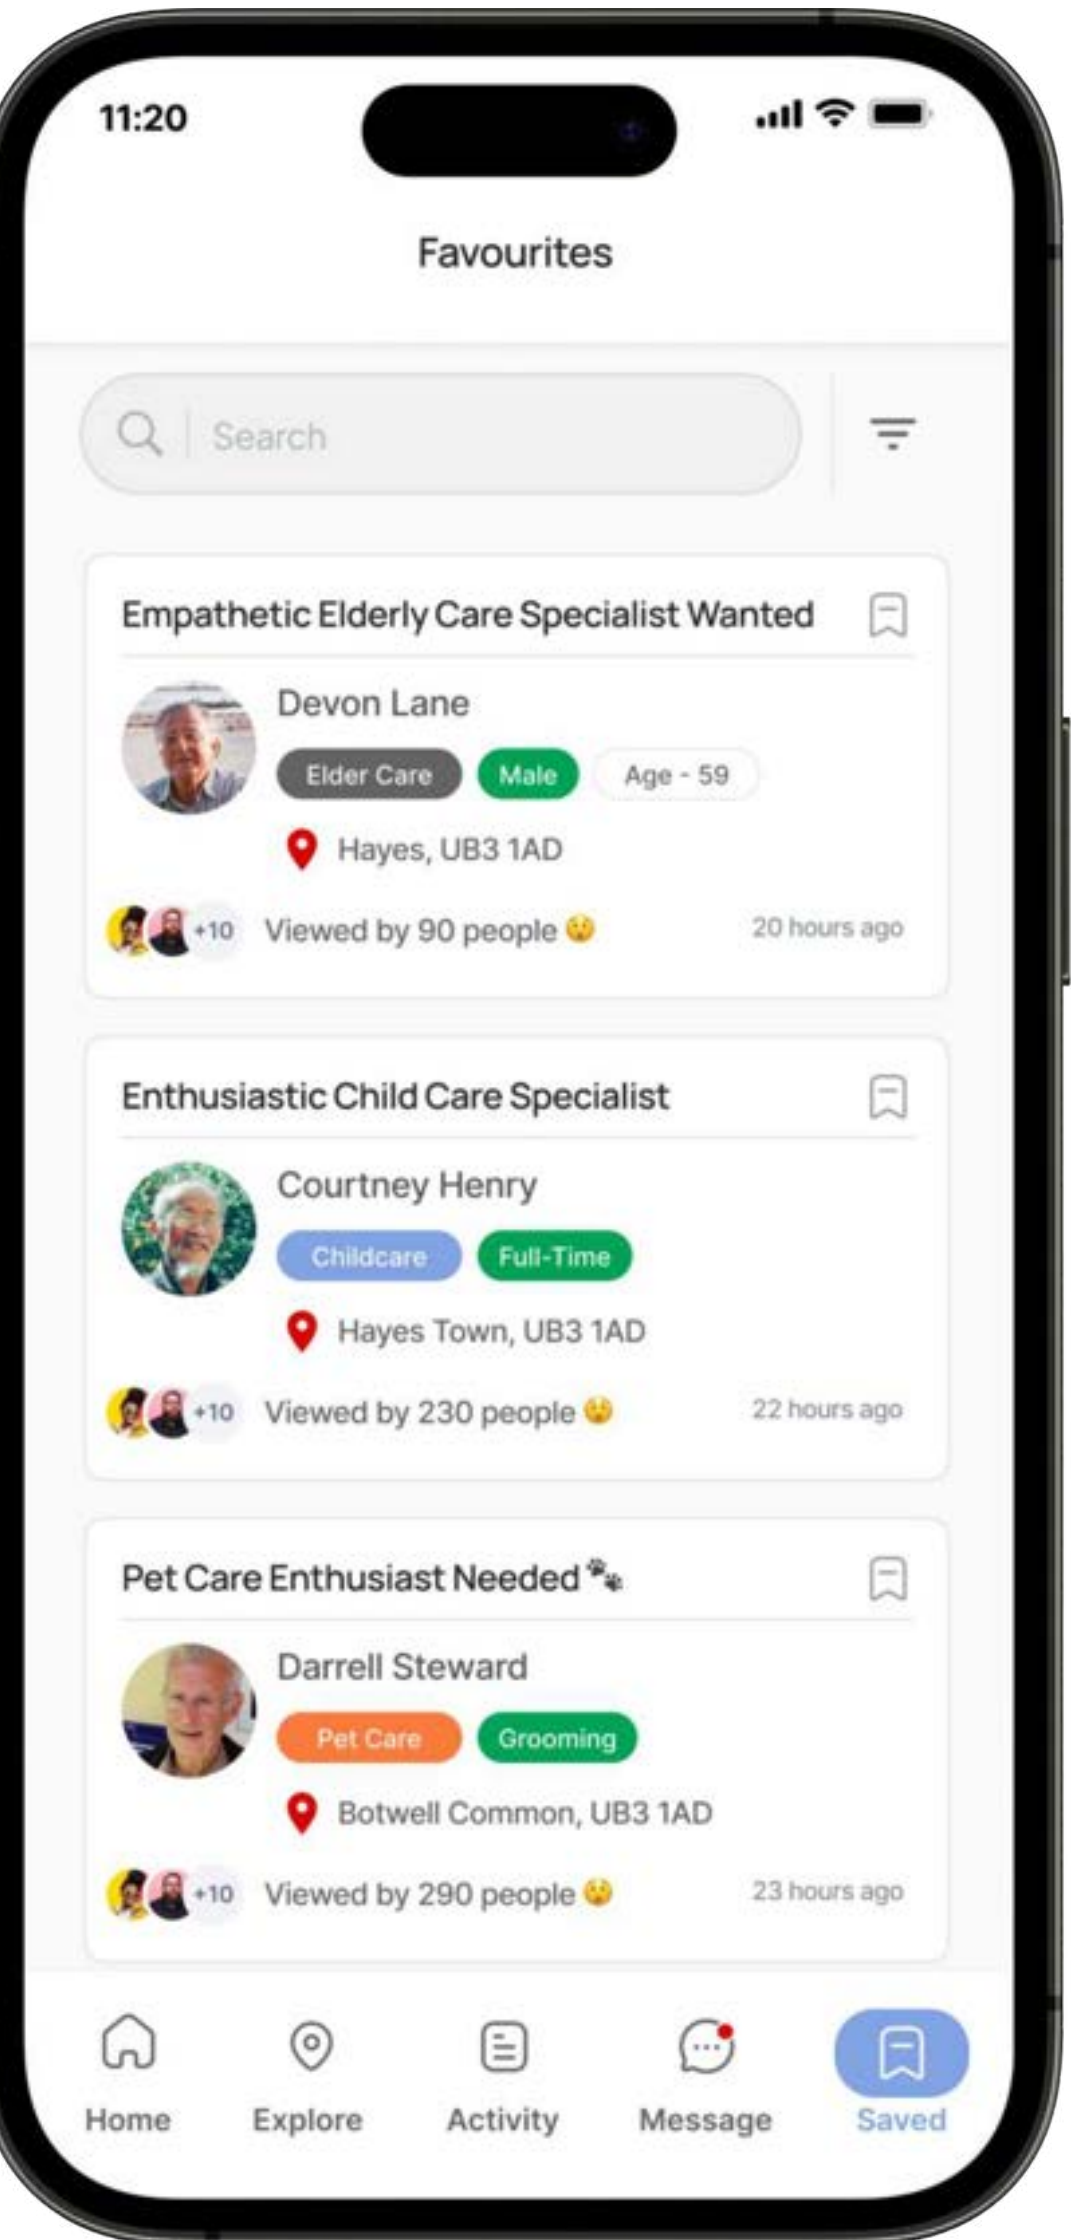 11:20
Favourites
Search
Empathetic Elderly Care Specialist Wanted
Devon Lane
Elder Care Male Age - 59
Hayes, UB3 1AD
+10 Viewed by 90 people 😯 20 hours ago
Enthusiastic Child Care Specialist
Courtney Henry
Childcare Full-Time
Hayes Town, UB3 1AD
+10 Viewed by 230 people 😯 22 hours ago
Pet Care Enthusiast Needed 🐾
Darrell Steward
Pet Care Grooming
Botwell Common, UB3 1AD
+10 Viewed by 290 people 😯 23 hours ago
Home Explore Activity Message Saved